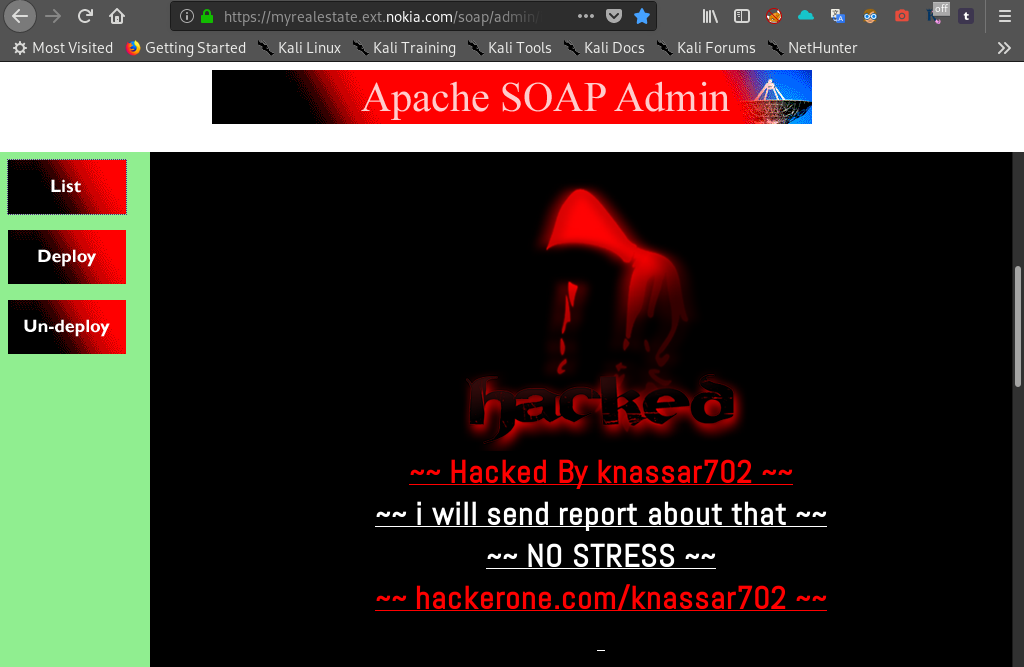 https://myrealestate.ext.nokia.com/soap/admin/
off
t
Most Visited Getting Started Kali Linux Kali Training Kali Tools Kali Docs Kali Forums NetHunter
Apache SOAP Admin
List
Deploy
Un-deploy
hacked
~~ Hacked By knassar702 ~~
~~ i will send report about that ~~
~~ NO STRESS ~~
~~ hackerone.com/knassar702 ~~
_